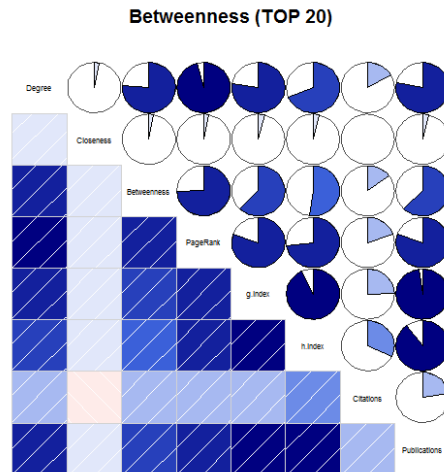 Betweenness (TOP 20)
Degree
Closeness
Betweenness
PageRank
g.Index
h.Index
Citations
Publications